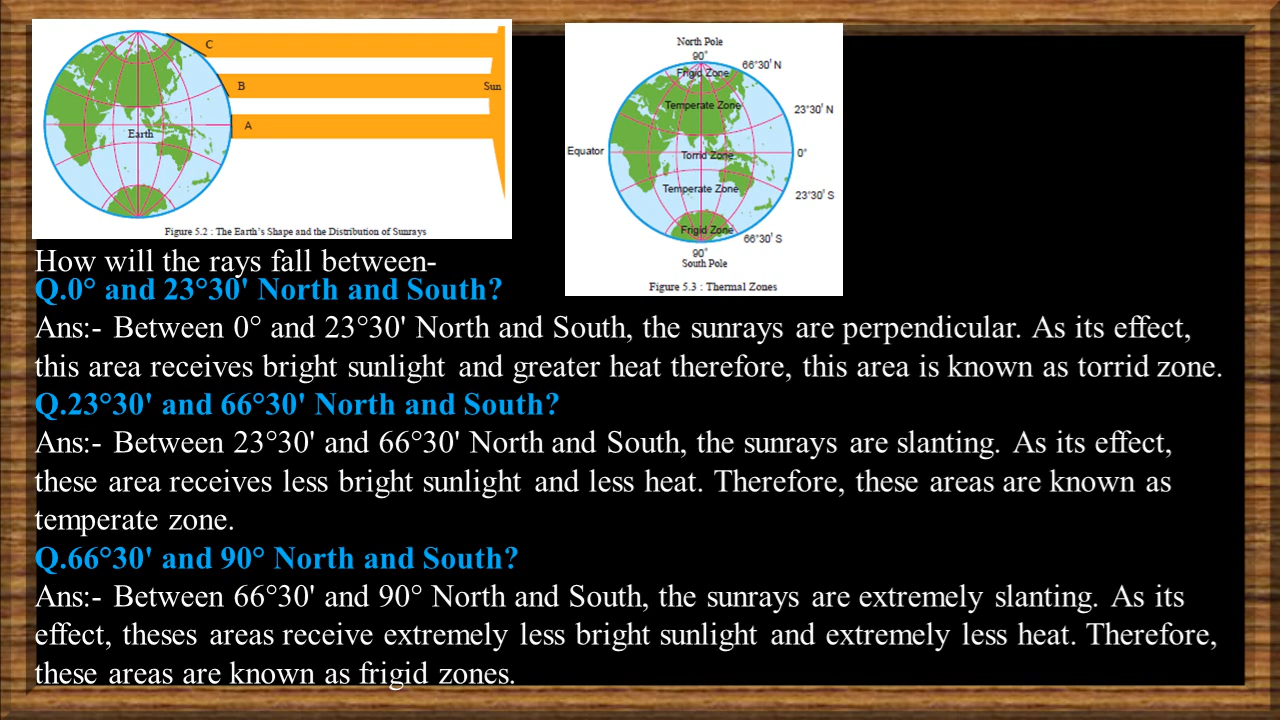 C
B
Sun
A
Earth
Figure 5.2 : The Earth's Shape and the Distribution of Sunrays
North Pole
90°
66°30' N
Frigid Zone
Temperate Zone
23°30' N
Equator
Torrid Zone
0°
Temperate Zone
23°30' S
Frigid Zone
66°30' S
90°
South Pole
Figure 5.3 : Thermal Zones
How will the rays fall between-
Q.0° and 23°30' North and South?
Ans:- Between 0° and 23°30' North and South, the sunrays are perpendicular. As its effect,
this area receives bright sunlight and greater heat therefore, this area is known as torrid zone.
Q.23°30' and 66°30' North and South?
Ans:- Between 23°30' and 66°30' North and South, the sunrays are slanting. As its effect,
these area receives less bright sunlight and less heat. Therefore, these areas are known as
temperate zone.
Q.66°30' and 90° North and South?
Ans:- Between 66°30' and 90° North and South, the sunrays are extremely slanting. As its
effect, theses areas receive extremely less bright sunlight and extremely less heat. Therefore,
these areas are known as frigid zones.